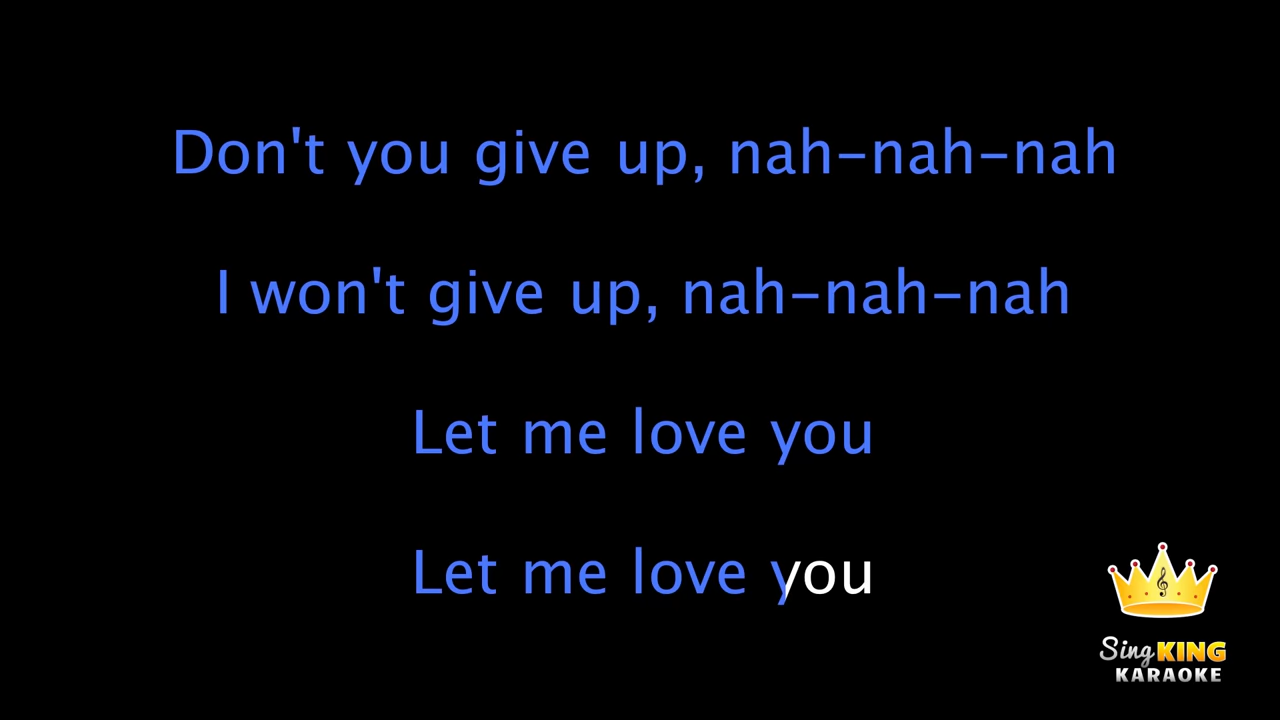 Don't you give up, nah-nah-nah
I won't give up, nah-nah-nah
Let me love you
Let me love you
Sing KING
KARAOKE